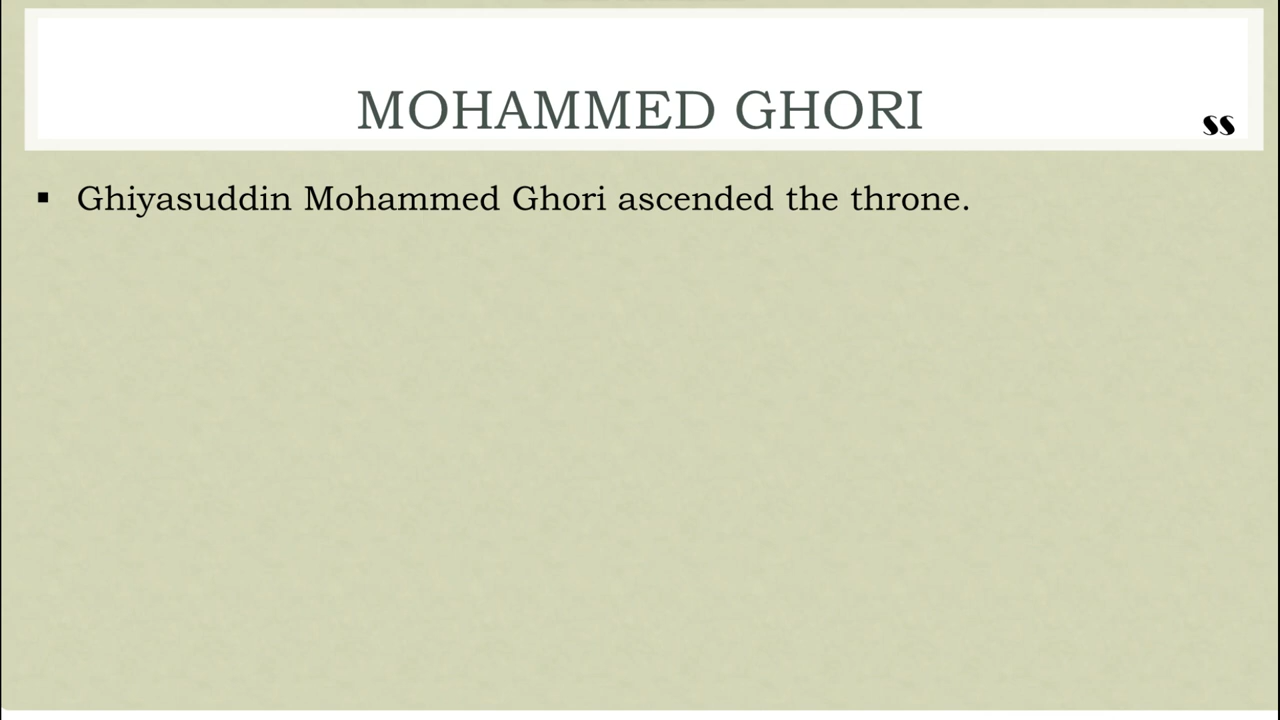 MOHAMMED GHORI
SS
▪ Ghiyasuddin Mohammed Ghori ascended the throne.